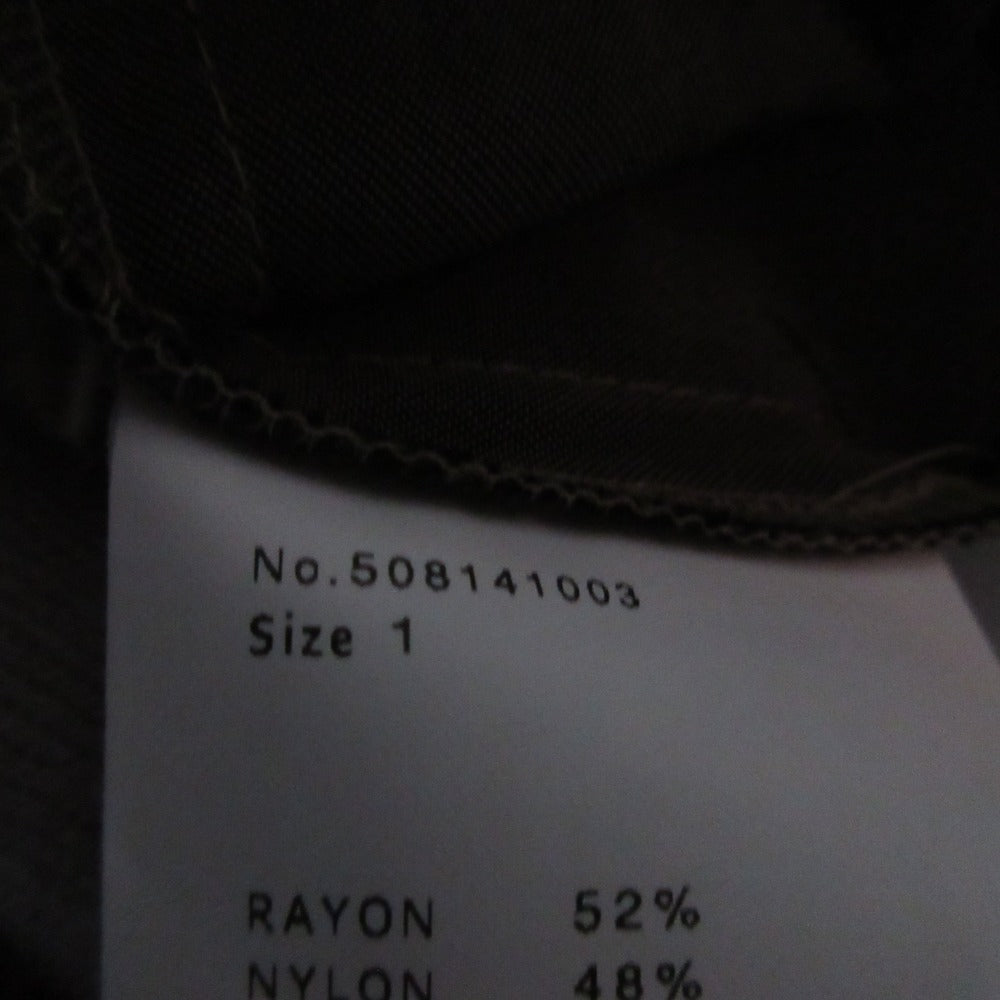 No.508141003
Size 1
RAYON 52%
NYLON 48%